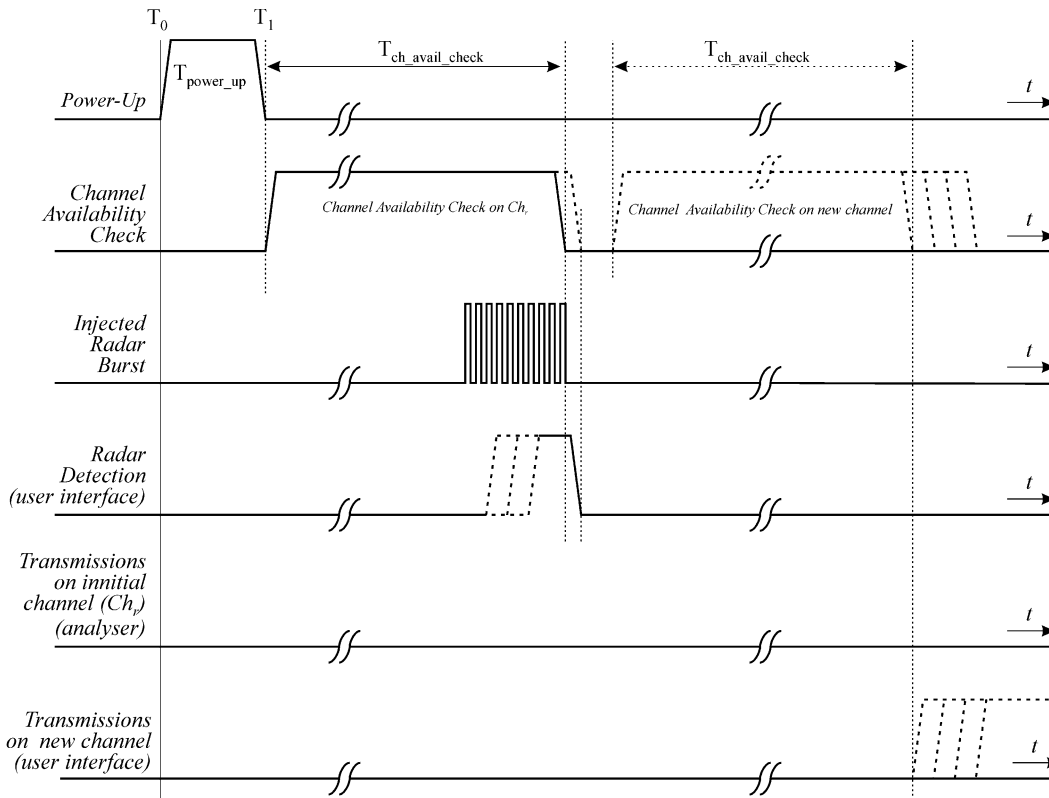 T0 T1
Tch_avail_check
Tch_avail_check
Tpower_up
Power-Up
t
Channel
Availability
Check
Channel Availability Check on Chr
Channel Availability Check on new channel
t
Injected
Radar
Burst
t
Radar
Detection
(user interface)
t
Transmissions
on innitial
channel (Chr)
(analyser)
t
Transmissions
on new channel
(user interface)
t